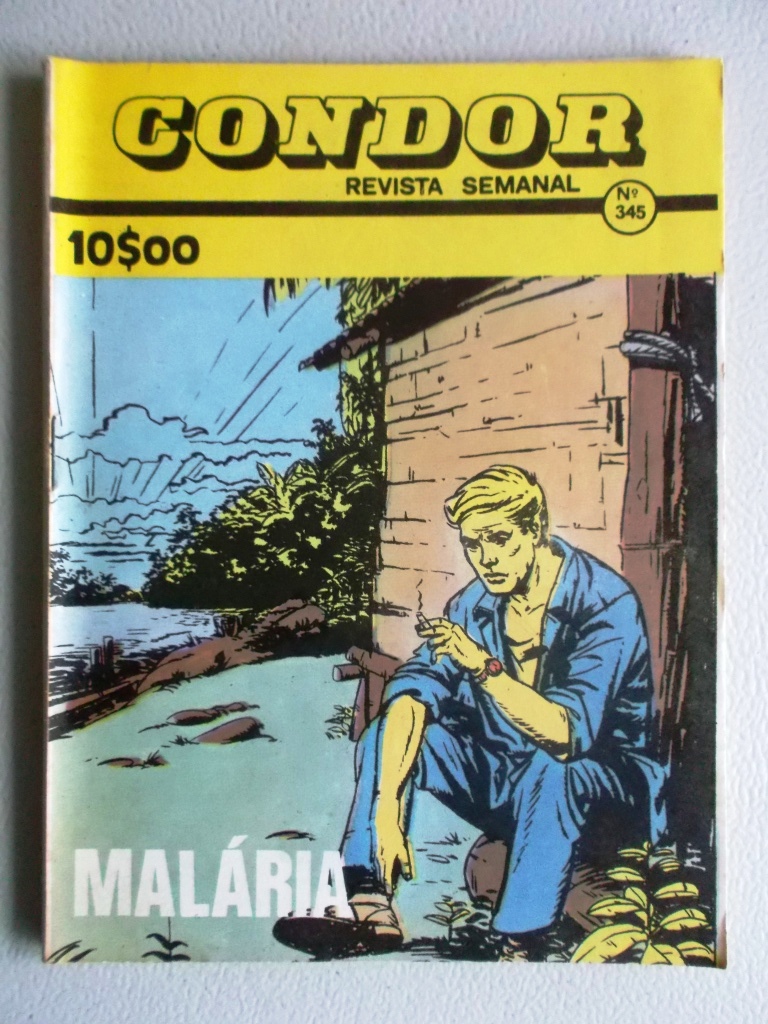 CONDOR
REVISTA SEMANAL
Nº
345
10$00
MALÁRIA